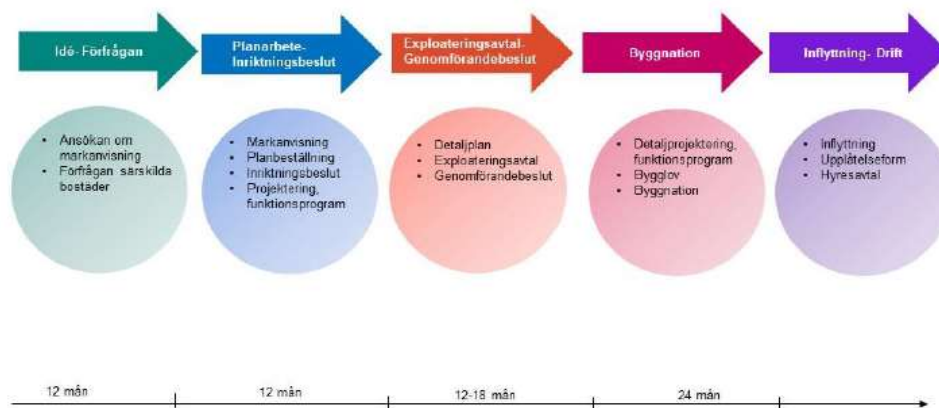 Idé- Förfrågan
Planarbete-
Inriktningsbeslut
Exploateringsavtal-
Genomförandebeslut
Byggnation
Inflyttning- Drift
• Ansökan om
markanvisning
• Förfrågan särskilda
bostäder
• Markanvisning
• Planbeställning
• Inriktningsbeslut
• Projektering,
funktionsprogram
• Detaljplan
• Exploateringsavtal
• Genomförandebeslut
• Detaljprojektering,
funktionsprogram
• Bygglov
• Byggnation
• Inflyttning
• Upplåtelseform
• Hyresavtal
12 mån
12 mån
12-18 mån
24 mån